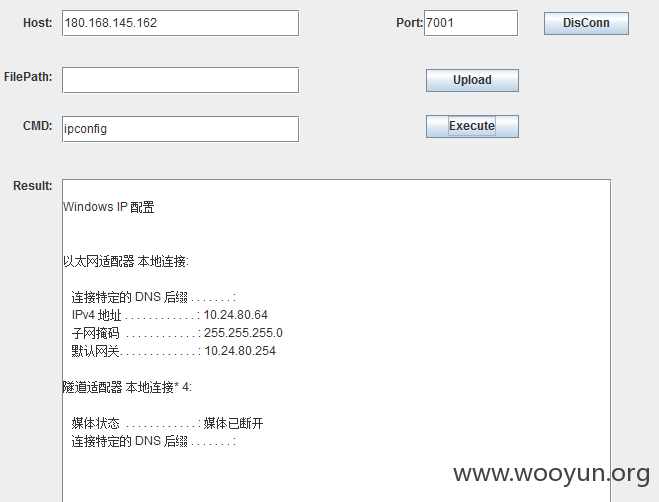 Host: 180.168.145.162 Port: 7001 DisConn
FilePath: Upload
CMD: ipconfig Execute
Result:
Windows IP 配置
以太网适配器 本地连接:
连接特定的 DNS 后缀 . . . . . . . :
IPv4 地址 . . . . . . . . . . . . : 10.24.80.64
子网掩码 . . . . . . . . . . . . : 255.255.255.0
默认网关. . . . . . . . . . . . . : 10.24.80.254
隧道适配器 本地连接* 4:
媒体状态 . . . . . . . . . . . . : 媒体已断开
连接特定的 DNS 后缀 . . . . . . . :
www.wooyun.org